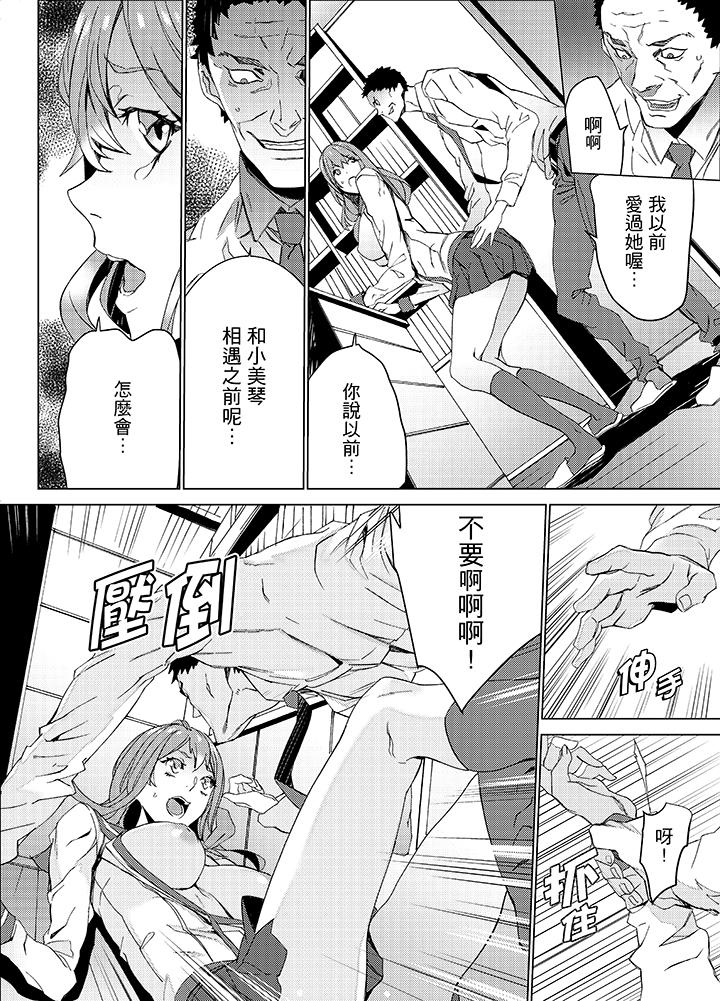 啊啊
我以前
愛過她喔…
你說以前…
和小美琴
相遇之前呢…
怎麼會…
伸手
呀！
抓住
不要啊啊啊！
壓倒